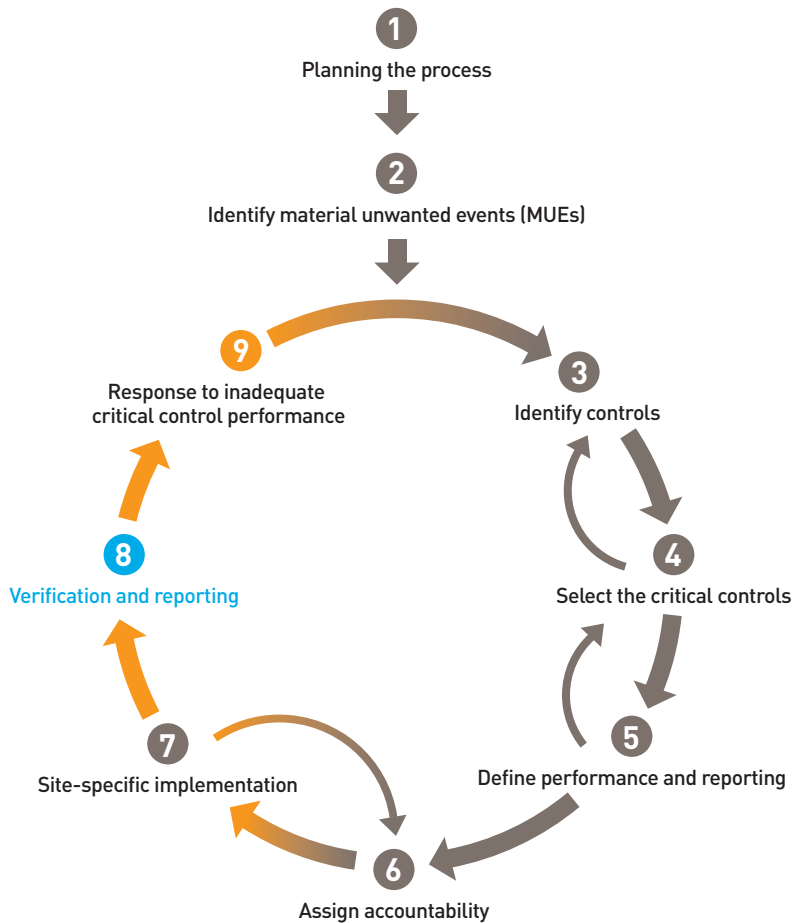 1
Planning the process
2
Identify material unwanted events (MUEs)
3
Identify controls
4
Select the critical controls
5
Define performance and reporting
6
Assign accountability
7
Site-specific implementation
8
Verification and reporting
9
Response to inadequate
critical control performance